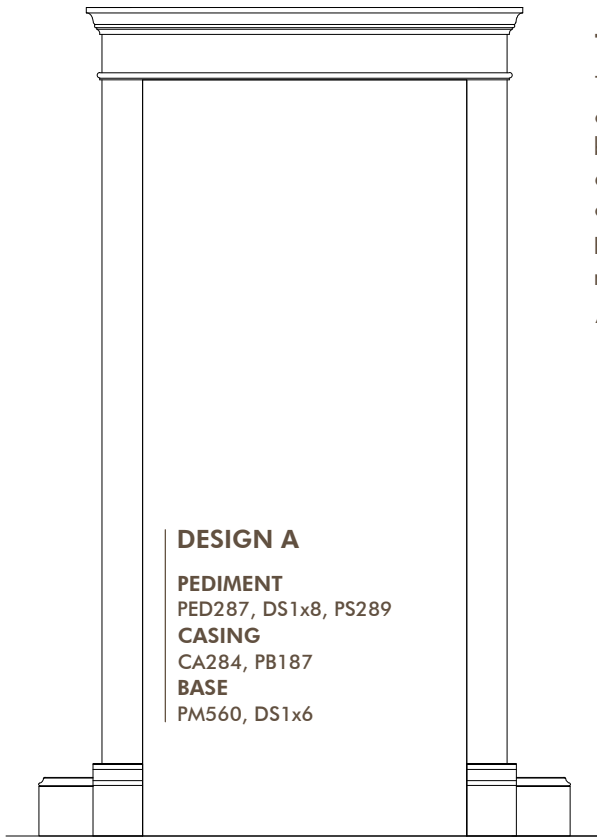 DESIGN A
PEDIMENT
PED287, DS1x8, PS289
CASING
CA284, PB187
BASE
PM560, DS1x6